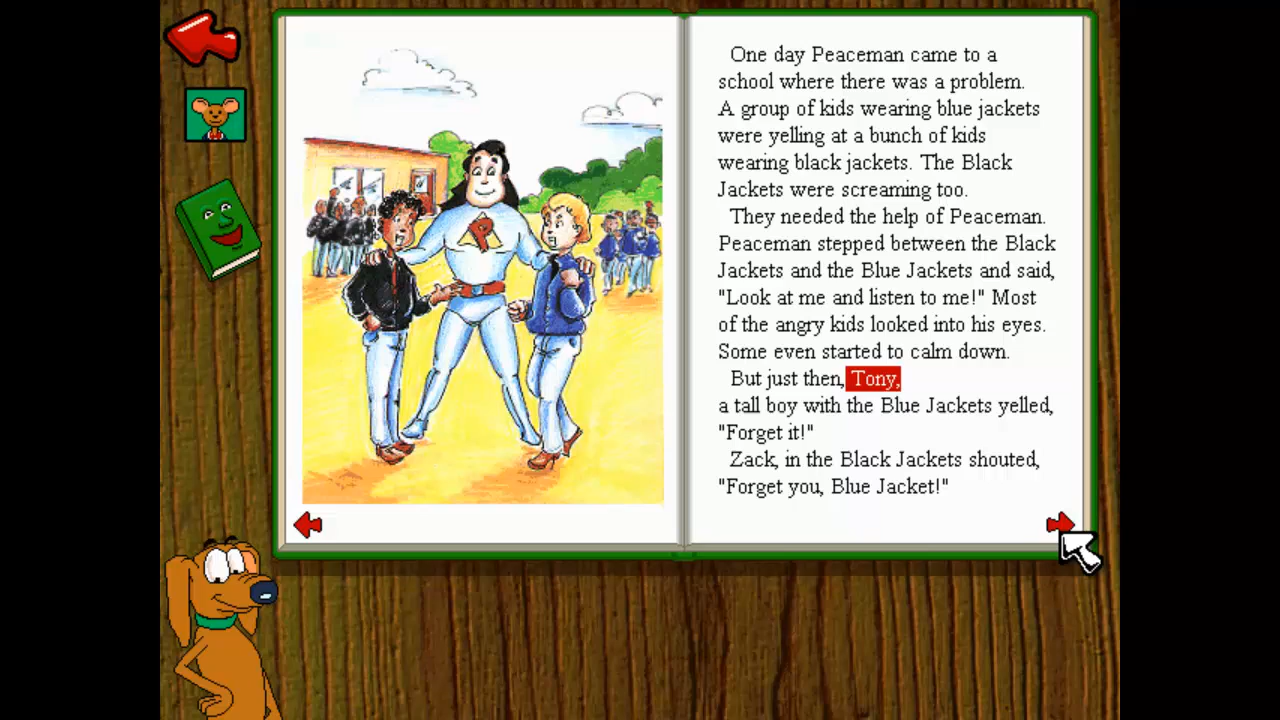 One day Peaceman came to a
school where there was a problem.
A group of kids wearing blue jackets
were yelling at a bunch of kids
wearing black jackets. The Black
Jackets were screaming too.
They needed the help of Peaceman.
Peaceman stepped between the Black
Jackets and the Blue Jackets and said,
"Look at me and listen to me!" Most
of the angry kids looked into his eyes.
Some even started to calm down.
But just then, Tony,
a tall boy with the Blue Jackets yelled,
"Forget it!"
Zack, in the Black Jackets shouted,
"Forget you, Blue Jacket!"
P